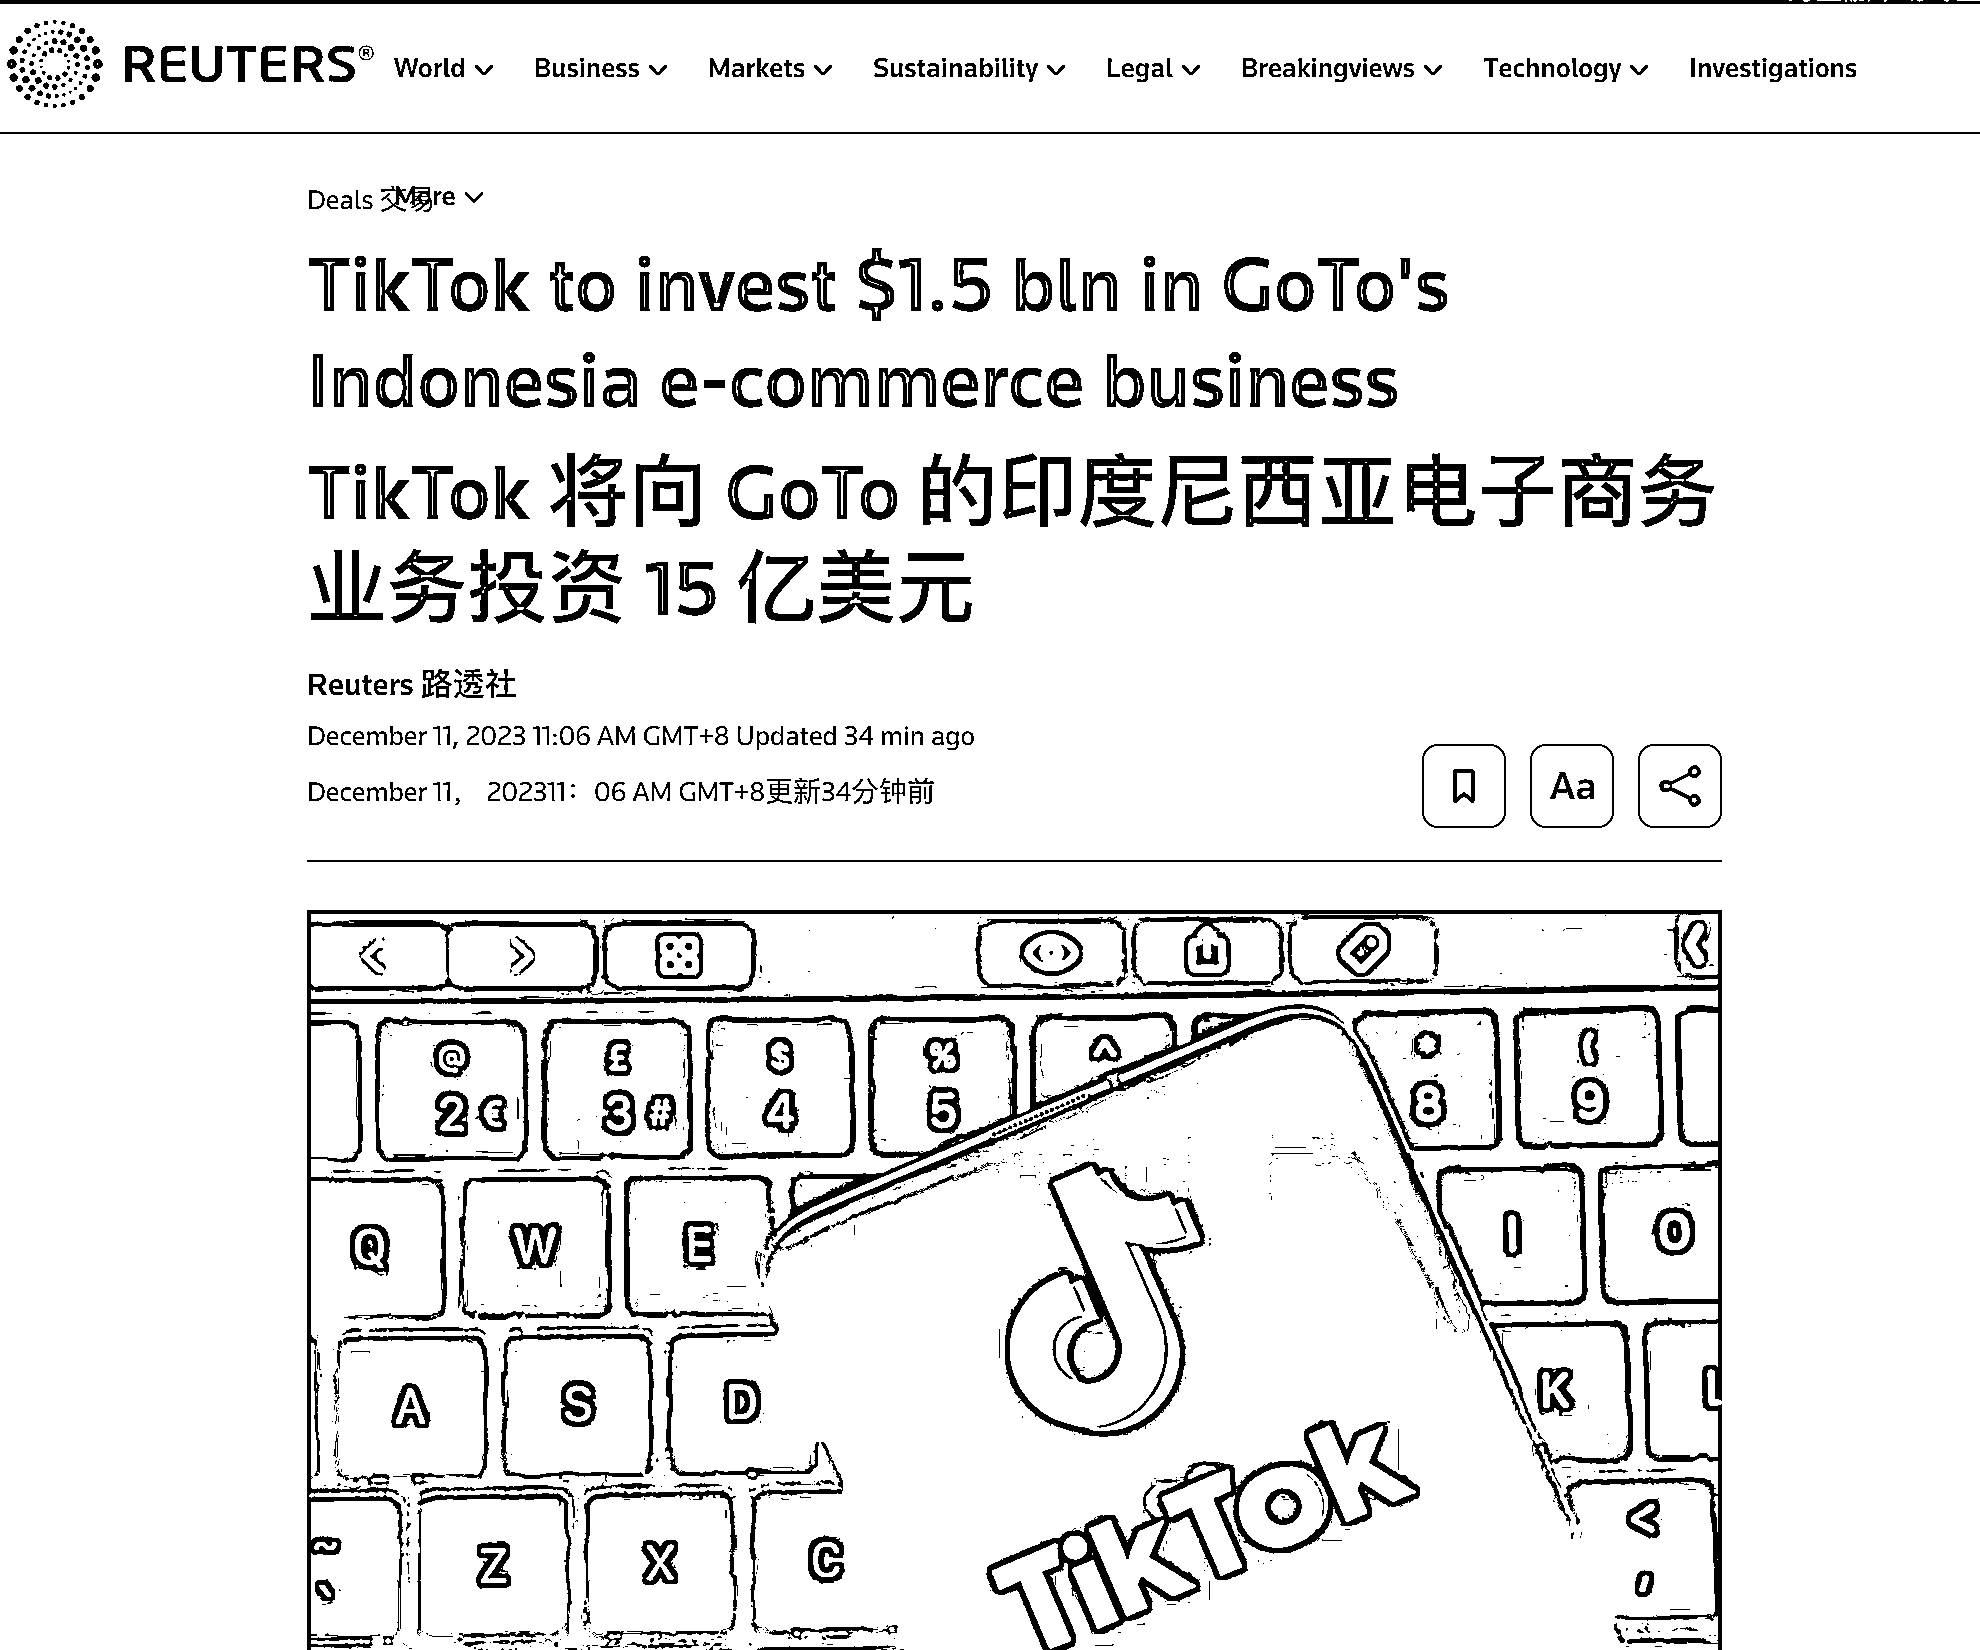 REUTERS® World Business Markets Sustainability Legal Breakingviews Technology Investigations
Deals 交易 More
TikTok to invest $1.5 bln in GoTo's
Indonesia e-commerce business
TikTok 将向 GoTo 的印度尼西亚电子商务
业务投资 15 亿美元
Reuters 路透社
December 11, 2023 11:06 AM GMT+8 Updated 34 min ago
December 11, 202311：06 AM GMT+8更新34分钟前
Aa
@ £ $ % ^ * (
2 € 3 # 4 5 8 9
Q W E I O
A S D K L
~ Z X C <
TikTok